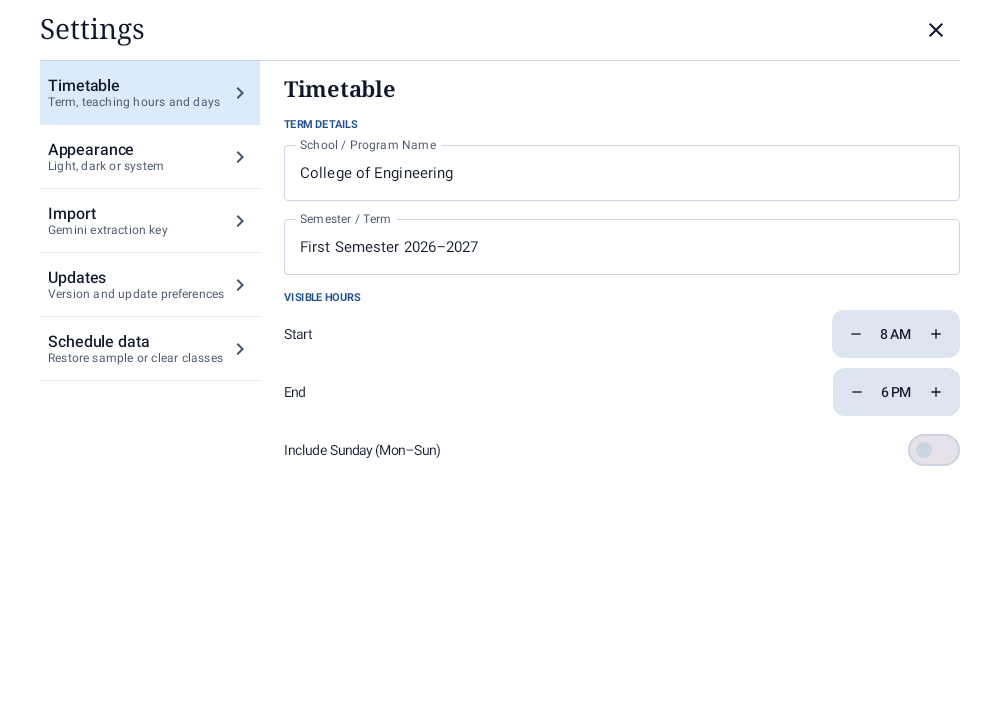 Settings
Timetable
Term, teaching hours and days
Appearance
Light, dark or system
Import
Gemini extraction key
Updates
Version and update preferences
Schedule data
Restore sample or clear classes
Timetable
TERM DETAILS
School / Program Name
College of Engineering
Semester / Term
First Semester 2026–2027
VISIBLE HOURS
Start
− 8 AM +
End
− 6 PM +
Include Sunday (Mon–Sun)